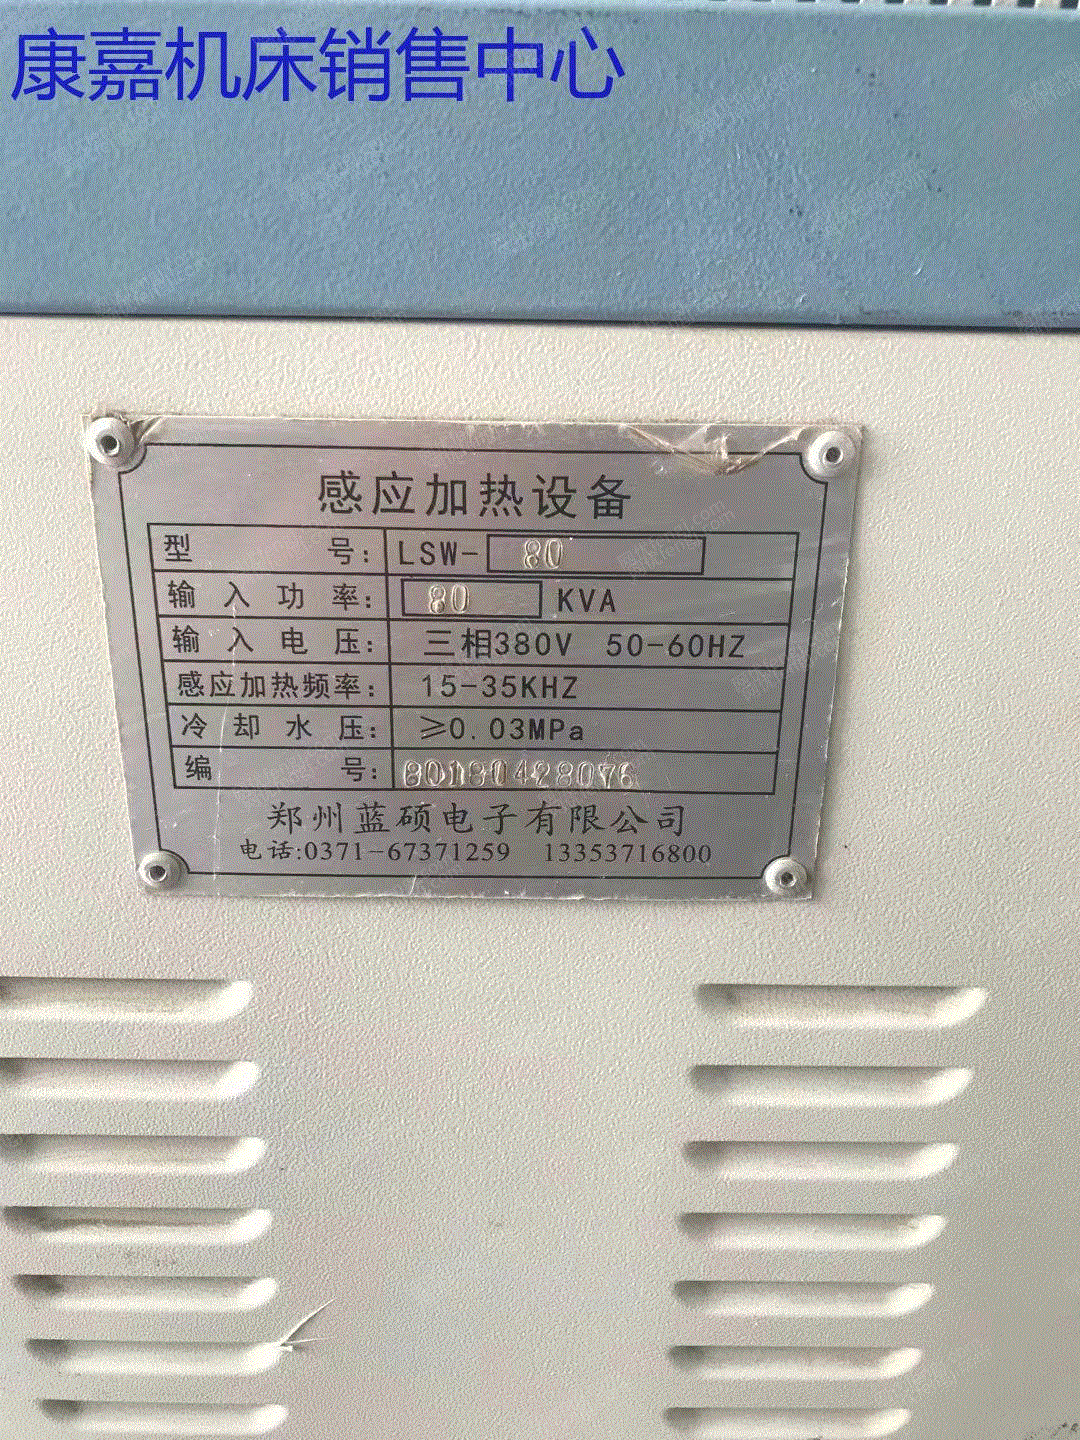 康嘉机床销售中心
感应加热设备
型 号: LSW-80
输入功率: 80 KVA
输入电压: 三相380V 50-60HZ
感应加热频率: 15-35KHZ
冷却水压: ≥0.03MPa
编 号: 80180428076
郑州蓝硕电子有限公司
电话:0371-67371259 13353716800